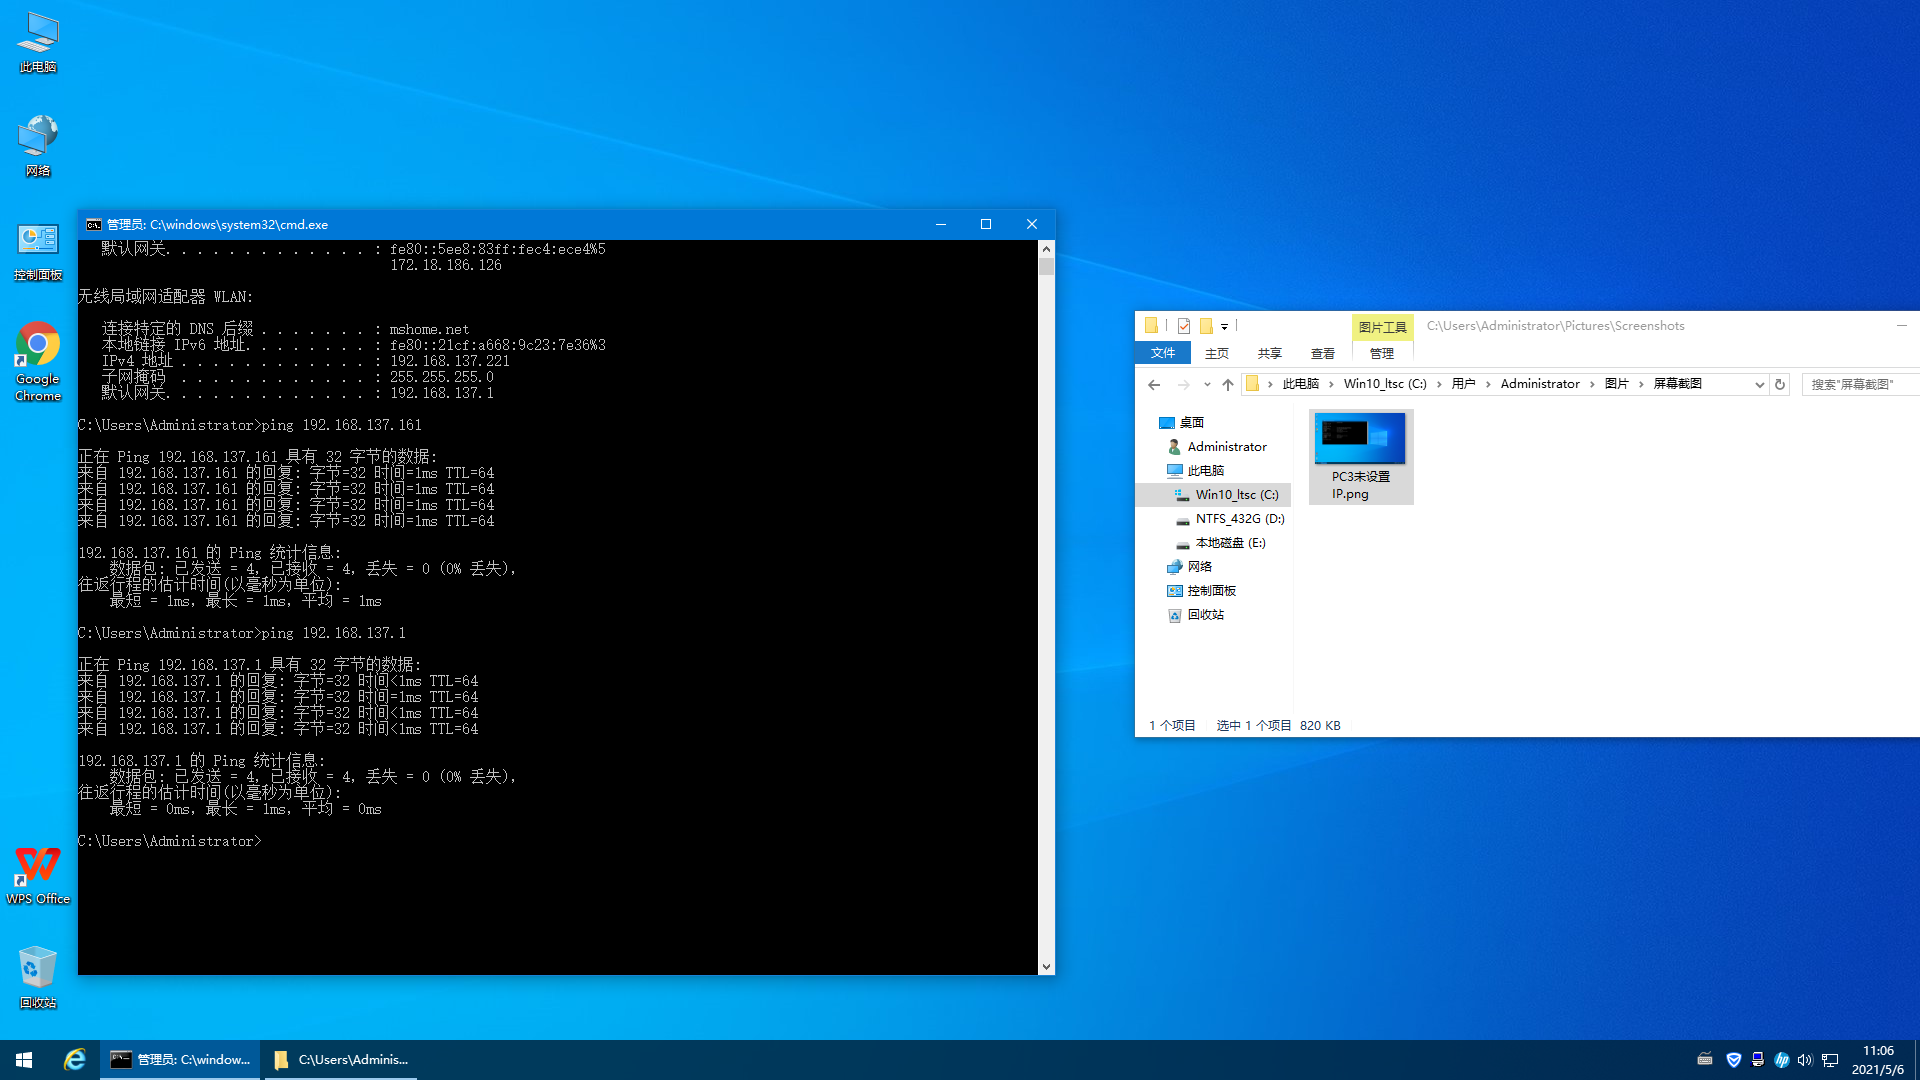 此电脑
网络
控制面板
Google
Chrome
WPS Office
回收站
管理员: C:\windows\system32\cmd.exe
默认网关. . . . . . . . . . . . . : fe80::5ee8:83ff:fec4:ece4%5
172.18.186.126
无线局域网适配器 WLAN:
连接特定的 DNS 后缀 . . . . . . . : mshome.net
本地链接 IPv6 地址. . . . . . . . : fe80::21cf:a668:9c23:7e36%3
IPv4 地址 . . . . . . . . . . . . : 192.168.137.221
子网掩码 . . . . . . . . . . . . : 255.255.255.0
默认网关. . . . . . . . . . . . . : 192.168.137.1
C:\Users\Administrator>ping 192.168.137.161
正在 Ping 192.168.137.161 具有 32 字节的数据:
来自 192.168.137.161 的回复: 字节=32 时间=1ms TTL=64
来自 192.168.137.161 的回复: 字节=32 时间=1ms TTL=64
来自 192.168.137.161 的回复: 字节=32 时间=1ms TTL=64
来自 192.168.137.161 的回复: 字节=32 时间=1ms TTL=64
192.168.137.161 的 Ping 统计信息:
数据包: 已发送 = 4，已接收 = 4，丢失 = 0 (0% 丢失)，
往返行程的估计时间(以毫秒为单位):
最短 = 1ms，最长 = 1ms，平均 = 1ms
C:\Users\Administrator>ping 192.168.137.1
正在 Ping 192.168.137.1 具有 32 字节的数据:
来自 192.168.137.1 的回复: 字节=32 时间<1ms TTL=64
来自 192.168.137.1 的回复: 字节=32 时间=1ms TTL=64
来自 192.168.137.1 的回复: 字节=32 时间<1ms TTL=64
来自 192.168.137.1 的回复: 字节=32 时间<1ms TTL=64
192.168.137.1 的 Ping 统计信息:
数据包: 已发送 = 4，已接收 = 4，丢失 = 0 (0% 丢失)，
往返行程的估计时间(以毫秒为单位):
最短 = 0ms，最长 = 1ms，平均 = 0ms
C:\Users\Administrator>
图片工具 C:\Users\Administrator\Pictures\Screenshots
文件 主页 共享 查看 管理
此电脑 Win10_ltsc (C:) 用户 Administrator 图片 屏幕截图 搜索"屏幕截图"
桌面
Administrator
此电脑
Win10_ltsc (C:)
NTFS_432G (D:)
本地磁盘 (E:)
网络
控制面板
回收站
PC3未设置
IP.png
1 个项目 选中 1 个项目 820 KB
管理员: C:\window...
C:\Users\Adminis...
11:06
2021/5/6